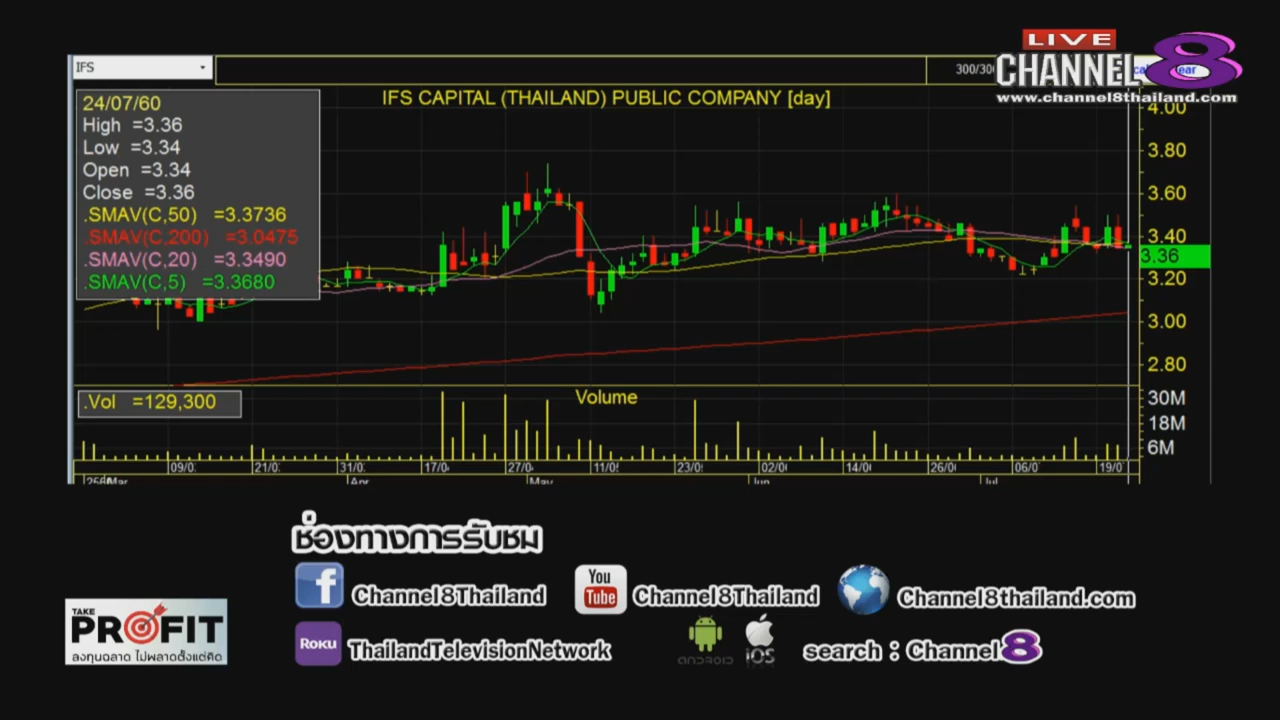 LIVE
CHANNEL 8
www.channel8thailand.com
IFS
IFS CAPITAL (THAILAND) PUBLIC COMPANY [day]
24/07/60
High =3.36
Low =3.34
Open =3.34
Close =3.36
.SMAV(C,50) =3.3736
.SMAV(C,200) =3.0475
.SMAV(C,20) =3.3490
.SMAV(C,5) =3.3680
4.00
3.80
3.60
3.40
3.36
3.20
3.00
2.80
.Vol =129,300
Volume
30M
18M
6M
09/0 21/0 31/0 17/0 27/0 11/0 23/0 02/0 14/0 26/0 06/0 19/0
Mar Apr May Jun Jul
ช่องทางการรับชม
f Channel8Thailand You Tube Channel8Thailand Channel8thailand.com
ROKU ThailandTelevisionNetwork ANDROID iOS search : Channel 8
TAKE
PROFIT
ลงทุนฉลาด ไม่พลาดตั้งแต่คิด